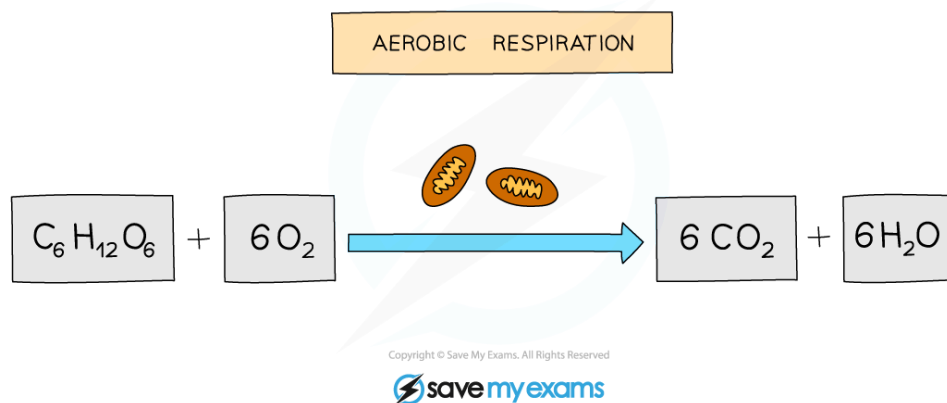 AEROBIC RESPIRATION
C₆H₁₂O₆ + 6O₂ 6CO₂ + 6H₂O
Copyright © Save My Exams. All Rights Reserved
save my exams